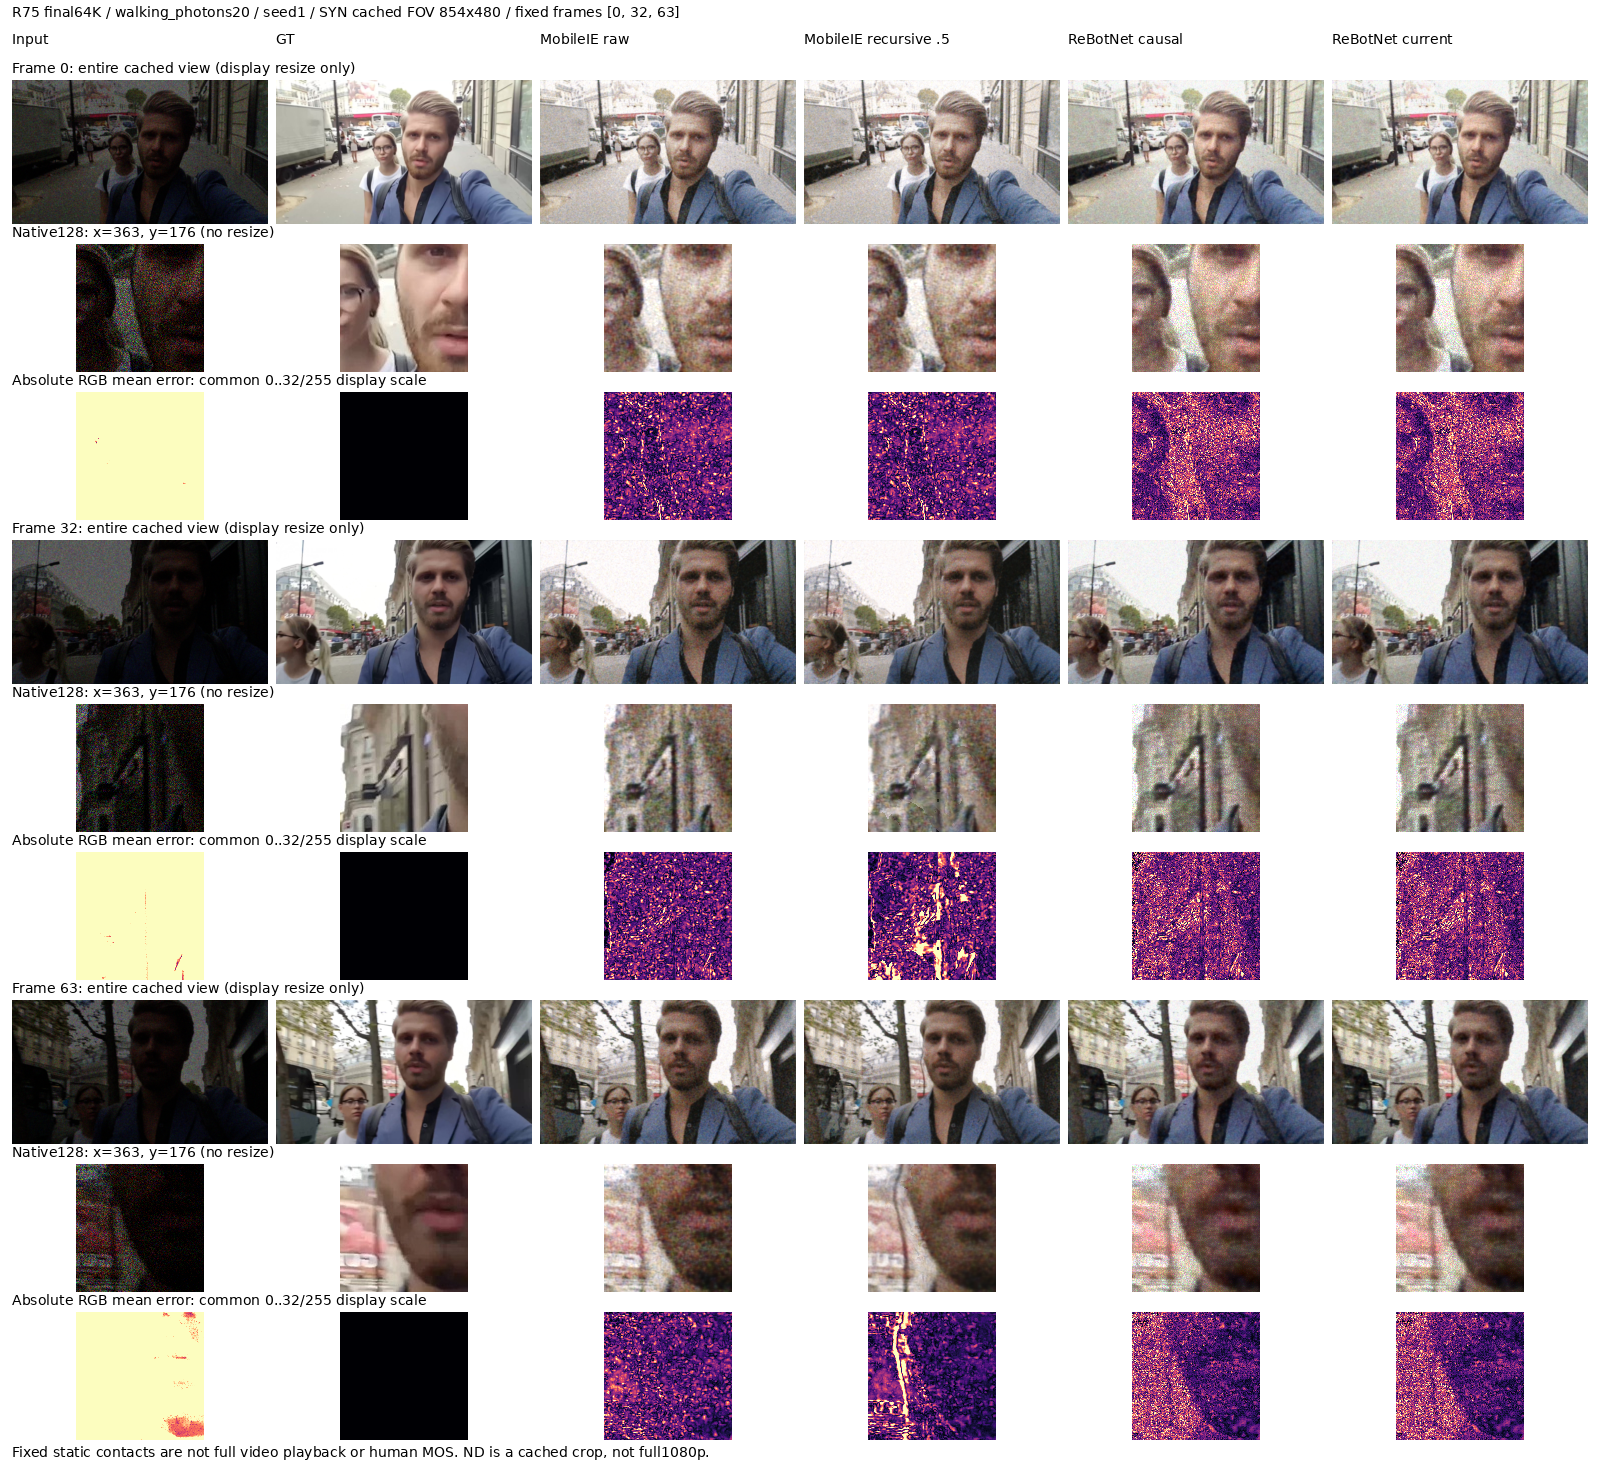 R75 final64K / walking_photons20 / seed1 / SYN cached FOV 854x480 / fixed frames [0, 32, 63]
Input GT MobileIE raw MobileIE recursive .5 ReBotNet causal ReBotNet current
Frame 0: entire cached view (display resize only)
Native128: x=363, y=176 (no resize)
Absolute RGB mean error: common 0..32/255 display scale
Frame 32: entire cached view (display resize only)
Native128: x=363, y=176 (no resize)
Absolute RGB mean error: common 0..32/255 display scale
Frame 63: entire cached view (display resize only)
Native128: x=363, y=176 (no resize)
Absolute RGB mean error: common 0..32/255 display scale
Fixed static contacts are not full video playback or human MOS. ND is a cached crop, not full1080p.